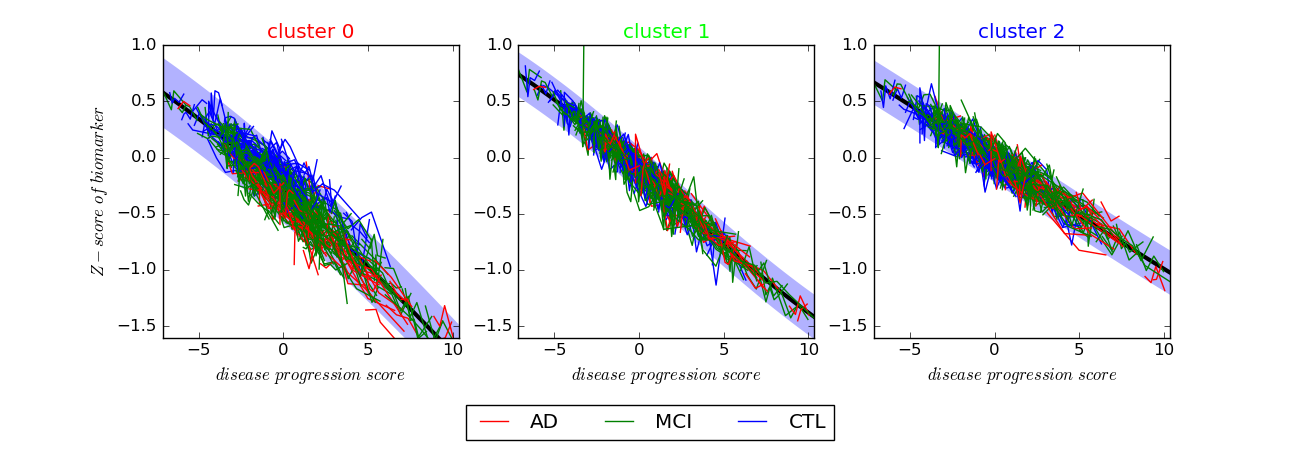 cluster 0
cluster 1
cluster 2
Z − score of biomarker
1.0
0.5
0.0
−0.5
−1.0
−1.5
1.0
0.5
0.0
−0.5
−1.0
−1.5
1.0
0.5
0.0
−0.5
−1.0
−1.5
−5 0 5 10
−5 0 5 10
−5 0 5 10
disease progression score
disease progression score
disease progression score
AD MCI CTL